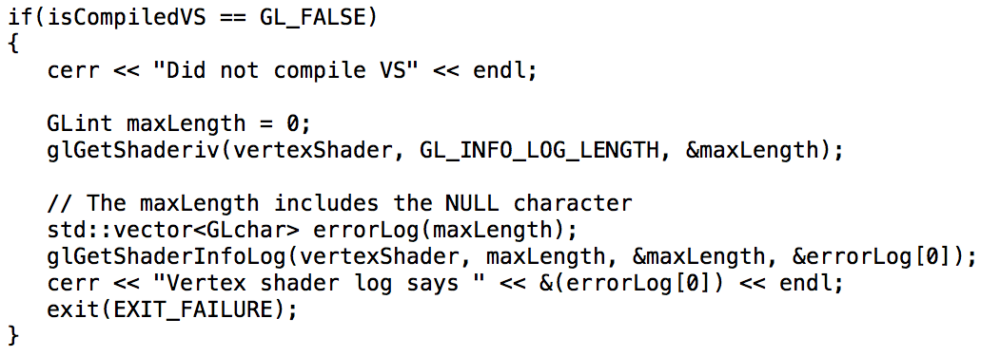 if(isCompiledVS == GL_FALSE)
{
   cerr << "Did not compile VS" << endl;

   GLint maxLength = 0;
   glGetShaderiv(vertexShader, GL_INFO_LOG_LENGTH, &maxLength);

   // The maxLength includes the NULL character
   std::vector<GLchar> errorLog(maxLength);
   glGetShaderInfoLog(vertexShader, maxLength, &maxLength, &errorLog[0]);
   cerr << "Vertex shader log says " << &(errorLog[0]) << endl;
   exit(EXIT_FAILURE);
}